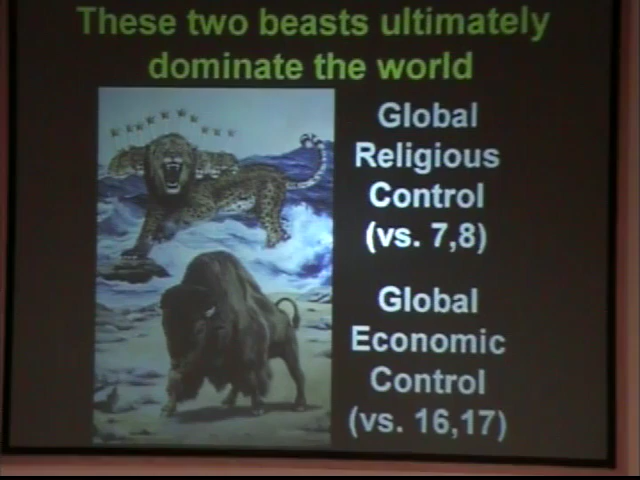 These two beasts ultimately
dominate the world
Global
Religious
Control
(vs. 7,8)
Global
Economic
Control
(vs. 16,17)